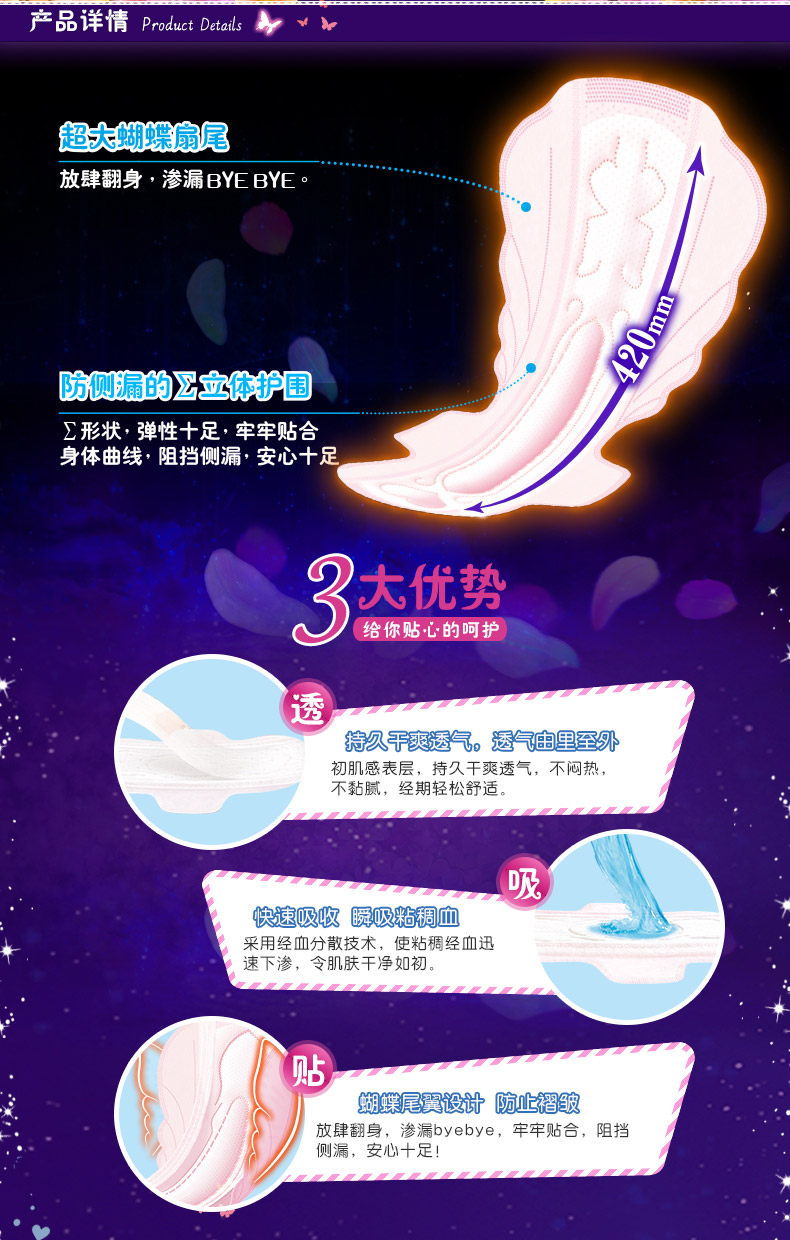 产品详情 Product Details
超大蝴蝶扇尾
放肆翻身，渗漏BYE BYE。
420mm
防侧漏的∑立体护围
∑形状，弹性十足，牢牢贴合
身体曲线，阻挡侧漏，安心十足
3大优势
给你贴心的呵护
透
持久干爽透气，透气由里至外
初肌感表层，持久干爽透气，不闷热，
不黏腻，经期轻松舒适。
吸
快速吸收 瞬吸粘稠血
采用经血分散技术，使粘稠经血迅
速下渗，令肌肤干净如初。
贴
蝴蝶尾翼设计 防止褶皱
放肆翻身，渗漏byebye，牢牢贴合，阻挡
侧漏，安心十足!